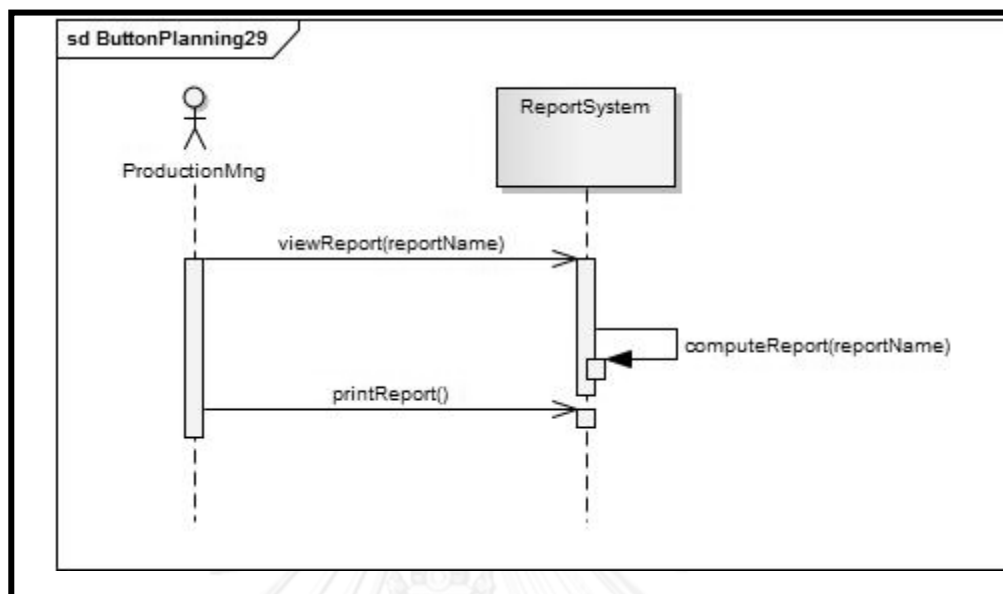 sd ButtonPlanning29
ReportSystem
ProductionMng
viewReport(reportName)
computeReport(reportName)
printReport()